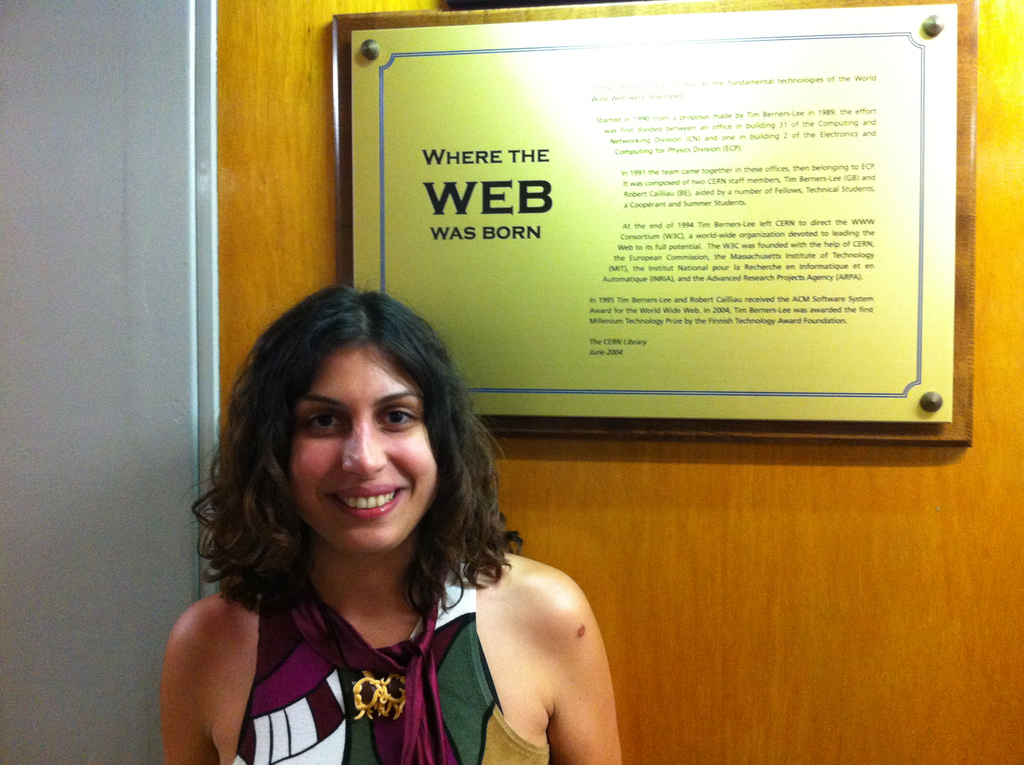 WHERE THE
WEB
WAS BORN
the fundamental technologies of the World
Wide Web were developed.
Started in 1990 from a proposal made by Tim Berners-Lee in 1989, the effort
was first divided between an office in building 31 of the Computing and
Networking Division (CN) and one in building 2 of the Electronics and
Computing for Physics Division (ECP).
In 1991 the team came together in these offices, then belonging to ECP.
It was composed of two CERN staff members, Tim Berners-Lee (GB) and
Robert Cailliau (BE), aided by a number of Fellows, Technical Students,
a Coopérant and Summer Students.
At the end of 1994 Tim Berners-Lee left CERN to direct the WWW
Consortium (W3C), a world-wide organization devoted to leading the
Web to its full potential. The W3C was founded with the help of CERN,
the European Commission, the Massachusetts Institute of Technology
(MIT), the Institut National pour la Recherche en Informatique et en
Automatique (INRIA), and the Advanced Research Projects Agency (ARPA).
In 1995 Tim Berners-Lee and Robert Cailliau received the ACM Software System
Award for the World Wide Web. In 2004, Tim Berners-Lee was awarded the first
Millenium Technology Prize by the Finnish Technology Award Foundation.
The CERN Library
June 2004